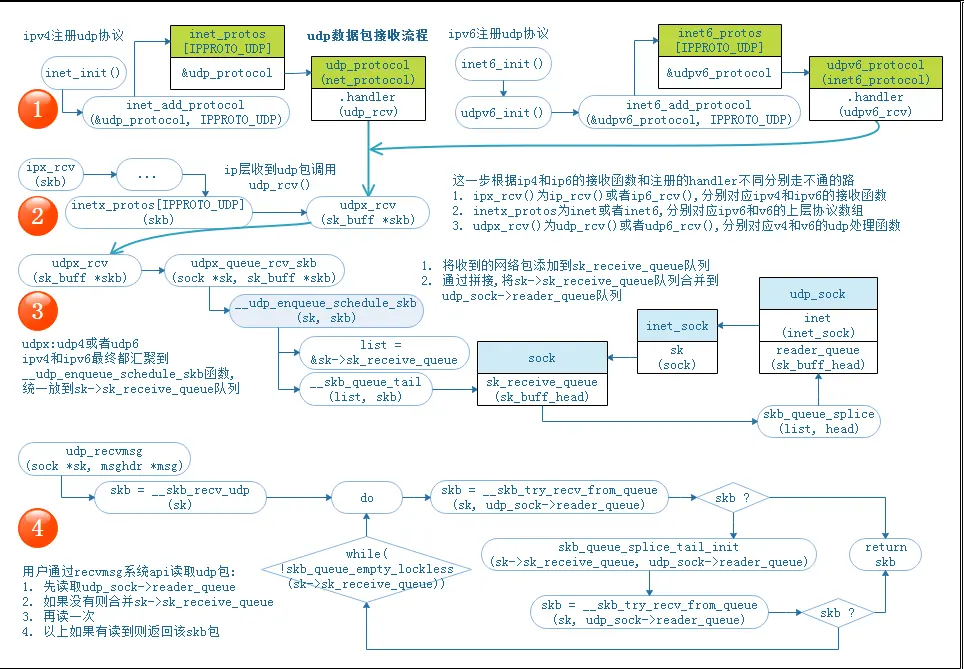 ipv4注册udp协议
inet_init()
inet_protos
[IPPROTO_UDP]
&udp_protocol
inet_add_protocol
(&udp_protocol, IPPROTO_UDP)
udp数据包接收流程
udp_protocol
(net_protocol)
.handler
(udp_rcv)
ipv6注册udp协议
inet6_init()
udpv6_init()
inet6_protos
[IPPROTO_UDP]
&udpv6_protocol
inet6_add_protocol
(&udpv6_protocol, IPPROTO_UDP)
udpv6_protocol
(inet6_protocol)
.handler
(udpv6_rcv)
1
ipx_rcv
(skb)
...
ip层收到udp包调用
udp_rcv()
2
inetx_protos[IPPROTO_UDP]
(skb)
udpx_rcv
(sk_buff *skb)
这一步根据ip4和ip6的接收函数和注册的handler不同分别走不通的路
1. ipx_rcv()为ip_rcv()或者ip6_rcv(),分别对应ipv4和ipv6的接收函数
2. inetx_protos为inet或者inet6,分别对应ipv6和v6的上层协议数组
3. udpx_rcv()为udp_rcv()或者udp6_rcv(),分别对应v4和v6的udp处理函数
udpx_rcv
(sk_buff *skb)
udpx_queue_rcv_skb
(sock *sk, sk_buff *skb)
__udp_enqueue_schedule_skb
(sk, skb)
list =
&sk->sk_receive_queue
__skb_queue_tail
(list, skb)
3
udpx:udp4或者udp6
ipv4和ipv6最终都汇聚到
__udp_enqueue_schedule_skb函数,
统一放到sk->sk_receive_queue队列
1. 将收到的网络包添加到sk_receive_queue队列
2. 通过拼接,将sk->sk_receive_queue队列合并到
udp_sock->reader_queue队列
sock
sk_receive_queue
(sk_buff_head)
inet_sock
sk
(sock)
udp_sock
inet
(inet_sock)
reader_queue
(sk_buff_head)
skb_queue_splice
(list, head)
udp_recvmsg
(sock *sk, msghdr *msg)
skb = __skb_recv_udp
(sk)
do
skb = __skb_try_recv_from_queue
(sk, udp_sock->reader_queue)
skb ?
4
while(
!skb_queue_empty_lockless
(sk->sk_receive_queue))
skb_queue_splice_tail_init
(sk->sk_receive_queue, udp_sock->reader_queue)
return
skb
skb = __skb_try_recv_from_queue
(sk, udp_sock->reader_queue)
skb ?
用户通过recvmsg系统api读取udp包:
1. 先读取udp_sock->reader_queue
2. 如果没有则合并sk->sk_receive_queue
3. 再读一次
4. 以上如果有读到则返回该skb包